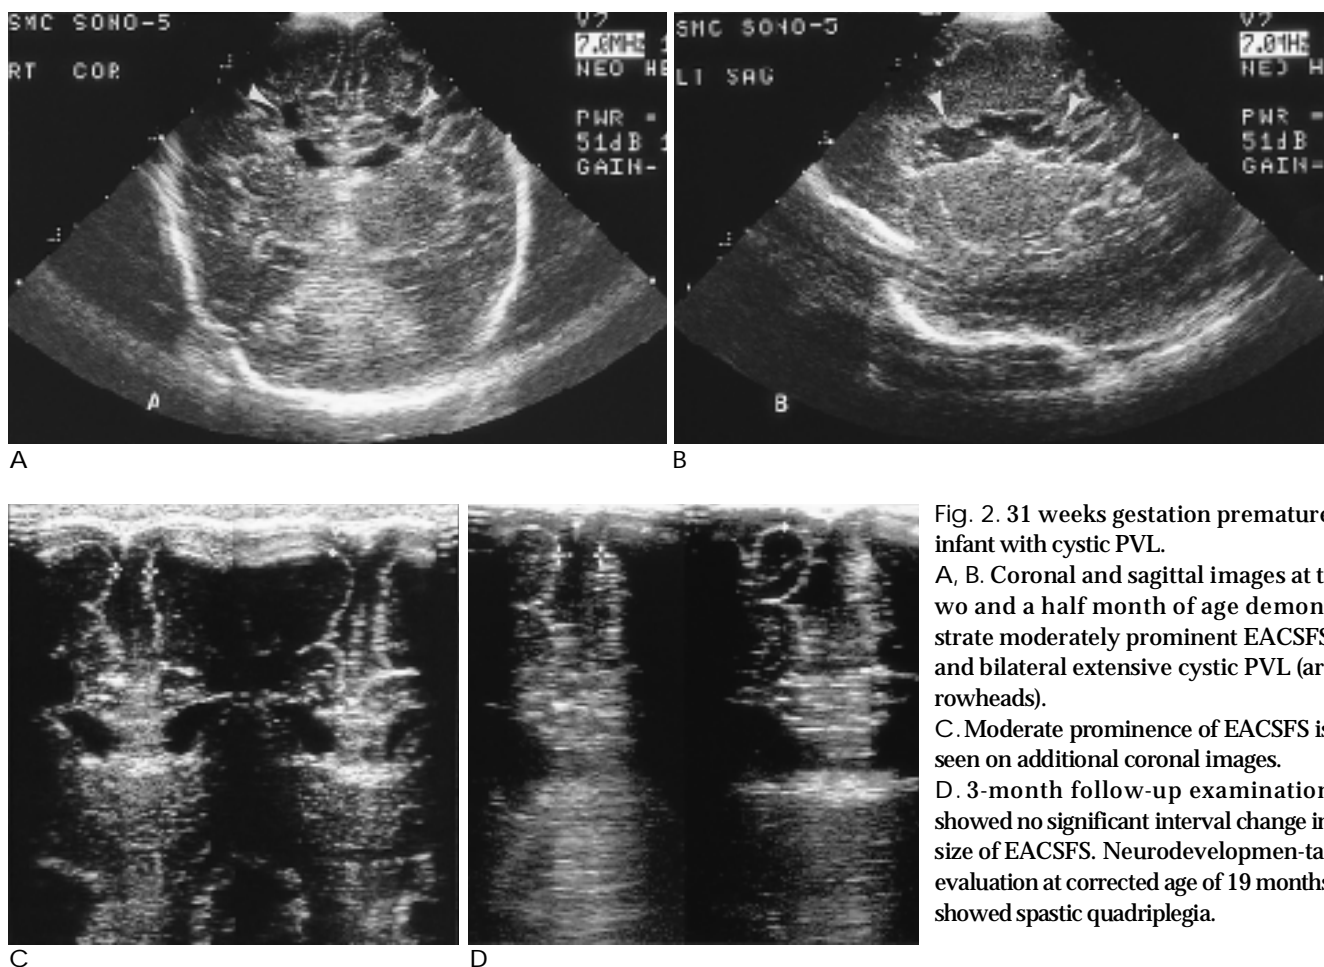 SMC SONO-5
V7
7.0MHz
RT COR
NEO HE
PWR =
51dB
GAIN-
A
A
SMC SONO-5
V7
7.0MHz
LT SAG
NEO H
PWR =
51dB
GAIN=
B
B
C
D
Fig. 2. 31 weeks gestation premature
infant with cystic PVL.
A, B. Coronal and sagittal images at t
wo and a half month of age demon
strate moderately prominent EACSFS
and bilateral extensive cystic PVL (ar
rowheads).
C. Moderate prominence of EACSFS is
seen on additional coronal images.
D. 3-month follow-up examination
showed no significant interval change in
size of EACSFS. Neurodevelopmen-ta
evaluation at corrected age of 19 months
showed spastic quadriplegia.